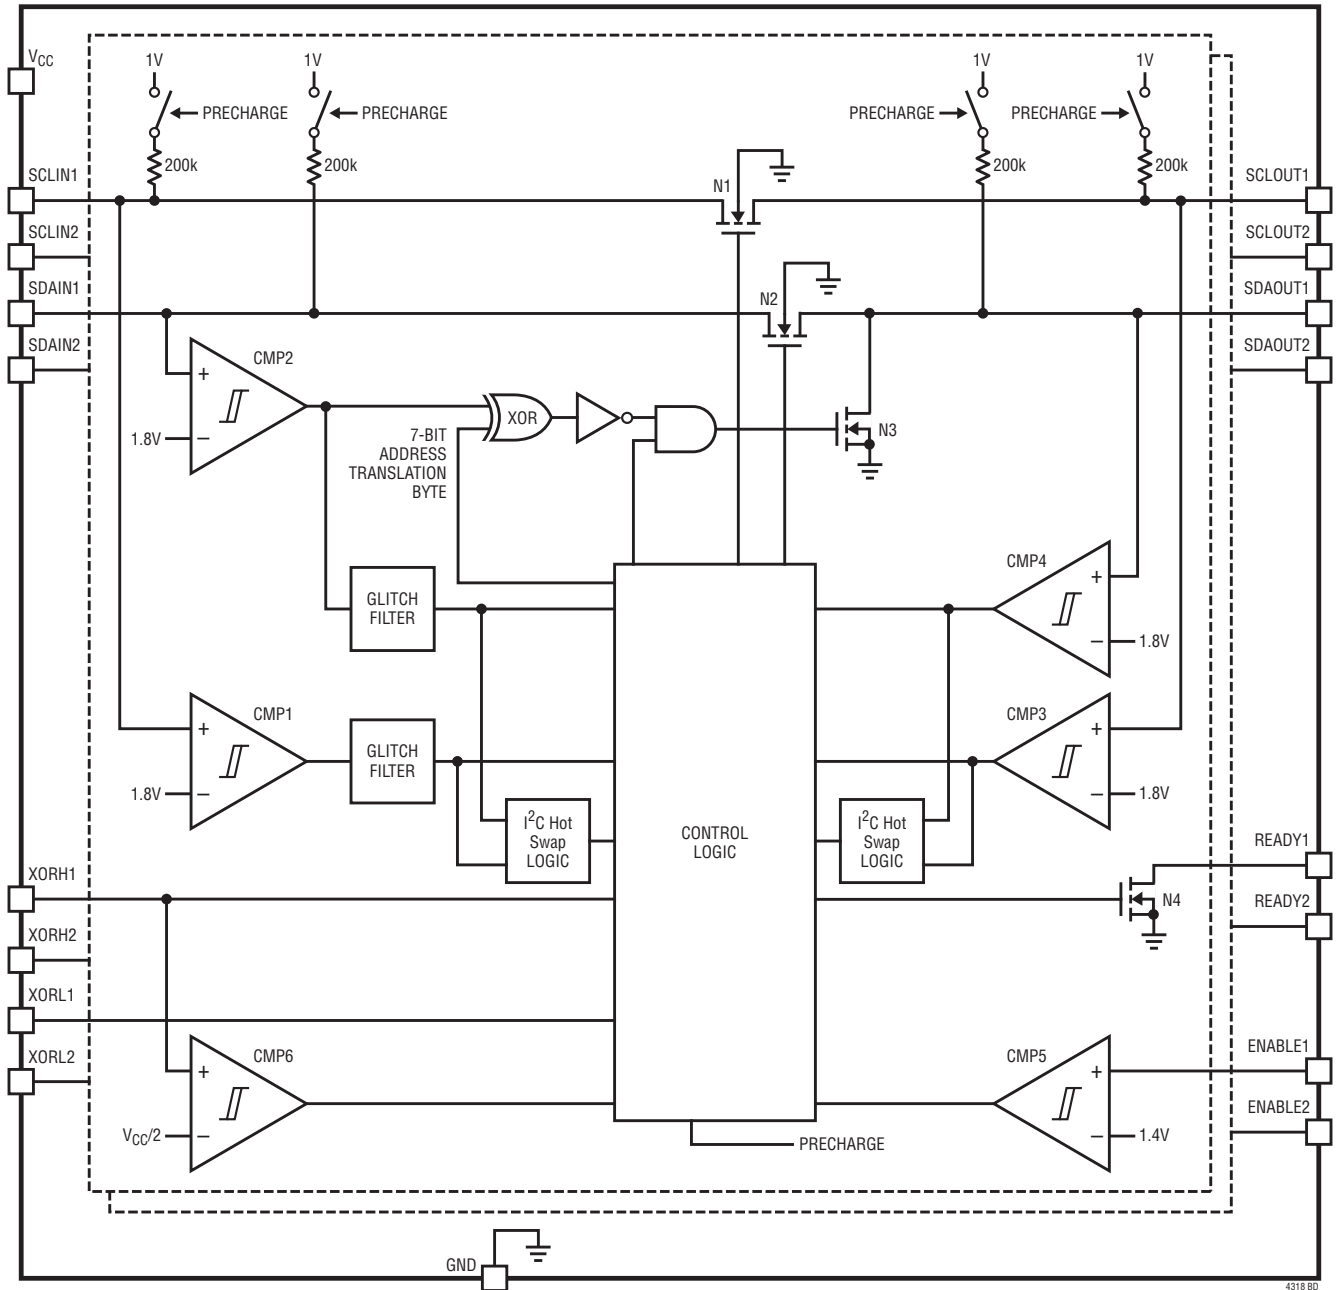 VCC
1V
1V
1V
1V
PRECHARGE
PRECHARGE
PRECHARGE
PRECHARGE
200k
200k
200k
200k
SCLIN1
N1
SCLOUT1
SCLIN2
SCLOUT2
SDAIN1
N2
SDAOUT1
SDAIN2
SDAOUT2
CMP2
+
1.8V
–
XOR
7-BIT
ADDRESS
TRANSLATION
BYTE
N3
CMP4
+
–
1.8V
GLITCH
FILTER
CMP1
+
1.8V
–
GLITCH
FILTER
CMP3
+
–
1.8V
I2C Hot
Swap
LOGIC
CONTROL
LOGIC
I2C Hot
Swap
LOGIC
READY1
XORH1
N4
READY2
XORH2
XORL1
XORL2
CMP6
+
VCC/2
–
CMP5
+
–
1.4V
ENABLE1
ENABLE2
PRECHARGE
GND
4318 BD